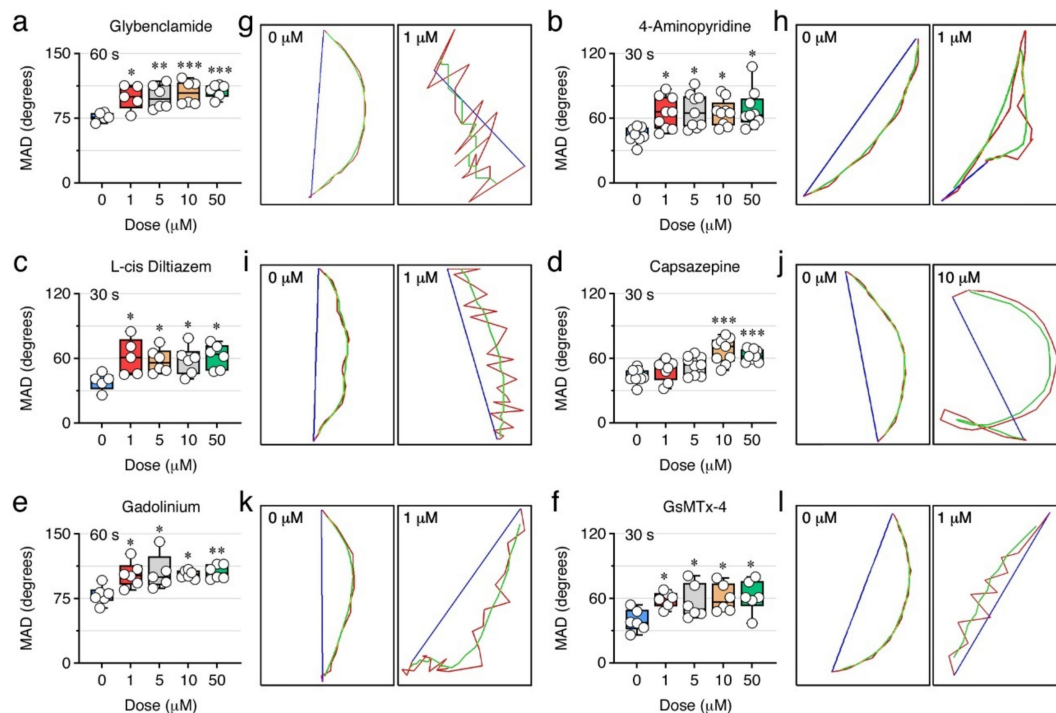 a
Glybenclamide
60 s
* ** *** ***
150
75
0
MAD (degrees)
0 1 5 10 50
Dose (μM)
g
0 μM
1 μM
b
4-Aminopyridine
30 s
* * * *
120
60
0
MAD (degrees)
0 1 5 10 50
Dose (μM)
h
0 μM
1 μM
c
L-cis Diltiazem
30 s
* * * *
120
60
0
MAD (degrees)
0 1 5 10 50
Dose (μM)
i
0 μM
1 μM
d
Capsazepine
30 s
*** ***
120
60
0
MAD (degrees)
0 1 5 10 50
Dose (μM)
j
0 μM
10 μM
e
Gadolinium
60 s
* * * **
150
75
0
MAD (degrees)
0 1 5 10 50
Dose (μM)
k
0 μM
1 μM
f
GsMTx-4
30 s
* * * *
120
60
0
MAD (degrees)
0 1 5 10 50
Dose (μM)
l
0 μM
1 μM